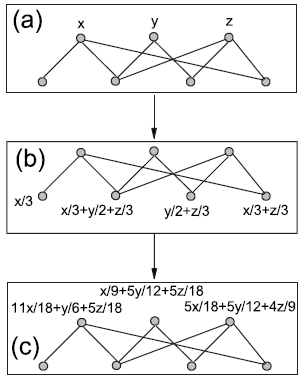 (a)
x y z
(b)
x/3 x/3+y/2+z/3 y/2+z/3 x/3+z/3
x/9+5y/12+5z/18
11x/18+y/6+5z/18 5x/18+5y/12+4z/9
(c)